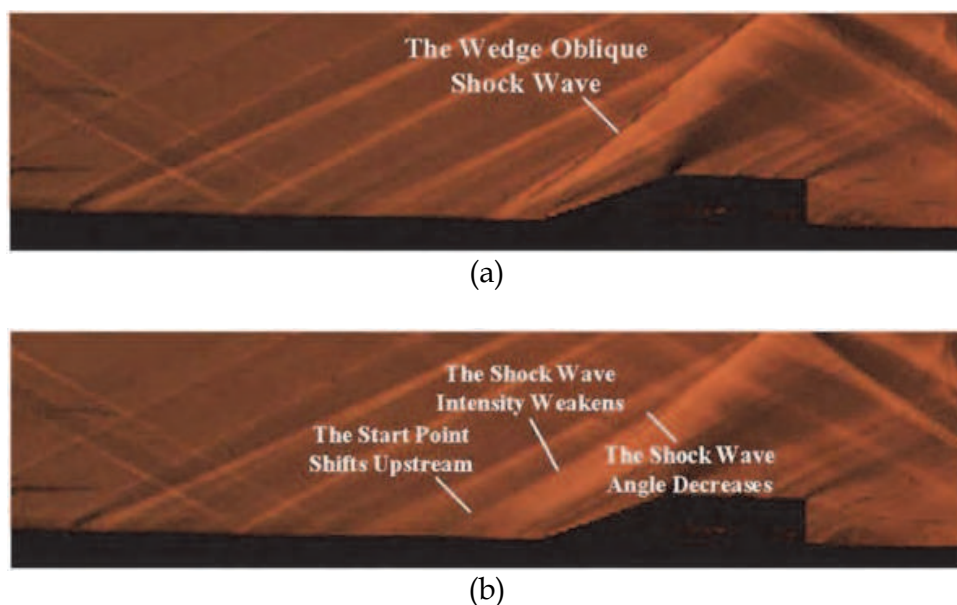 The Wedge Oblique
Shock Wave
(a)
The Shock Wave
Intensity Weakens
The Start Point
Shifts Upstream
The Shock Wave
Angle Decreases
(b)